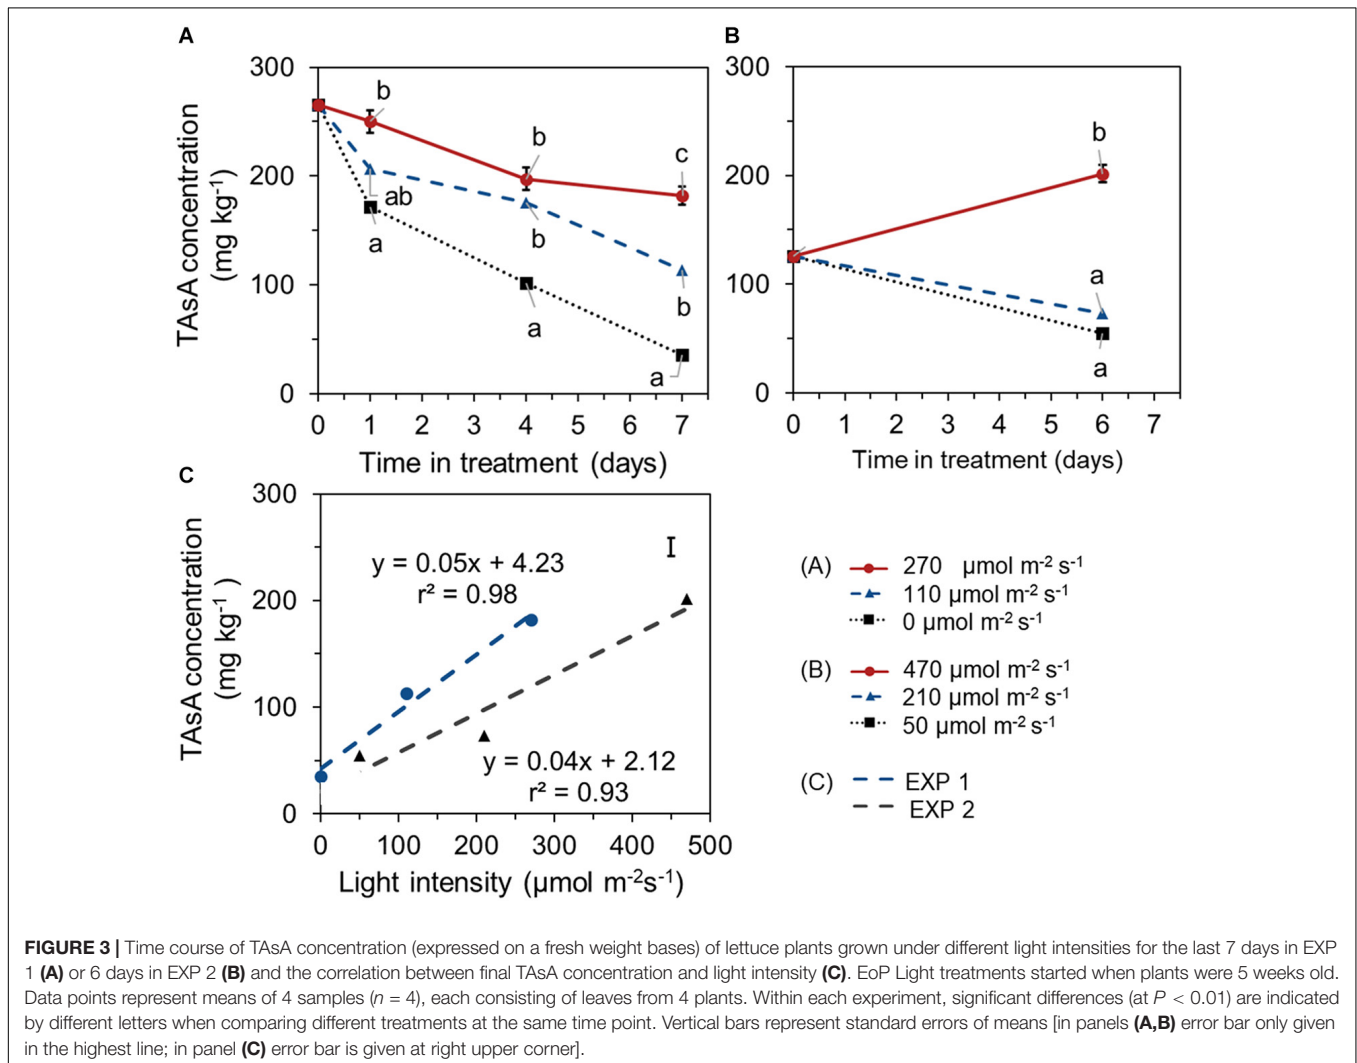 A
B
300
200
100
0
TAsA concentration
(mg kg-1)
b
b
c
ab
b
b
a
a
a
0 1 2 3 4 5 6 7
Time in treatment (days)
300
200
100
0
b
a
a
0 1 2 3 4 5 6 7
Time in treatment (days)
C
300
200
100
0
TAsA concentration
(mg kg-1 )
y = 0.05x + 4.23
r² = 0.98
y = 0.04x + 2.12
r² = 0.93
0 100 200 300 400 500
Light intensity (µmol m-2s-1)
(A) 270 µmol m-2 s-1
110 µmol m-2 s-1
0 µmol m-2 s-1
(B) 470 µmol m-2 s-1
210 µmol m-2 s-1
50 µmol m-2 s-1
(C) EXP 1
EXP 2
FIGURE 3 | Time course of TAsA concentration (expressed on a fresh weight bases) of lettuce plants grown under different light intensities for the last 7 days in EXP
1 (A) or 6 days in EXP 2 (B) and the correlation between final TAsA concentration and light intensity (C). EoP Light treatments started when plants were 5 weeks old.
Data points represent means of 4 samples (n = 4), each consisting of leaves from 4 plants. Within each experiment, significant differences (at P < 0.01) are indicated
by different letters when comparing different treatments at the same time point. Vertical bars represent standard errors of means [in panels (A,B) error bar only given
in the highest line; in panel (C) error bar is given at right upper corner].